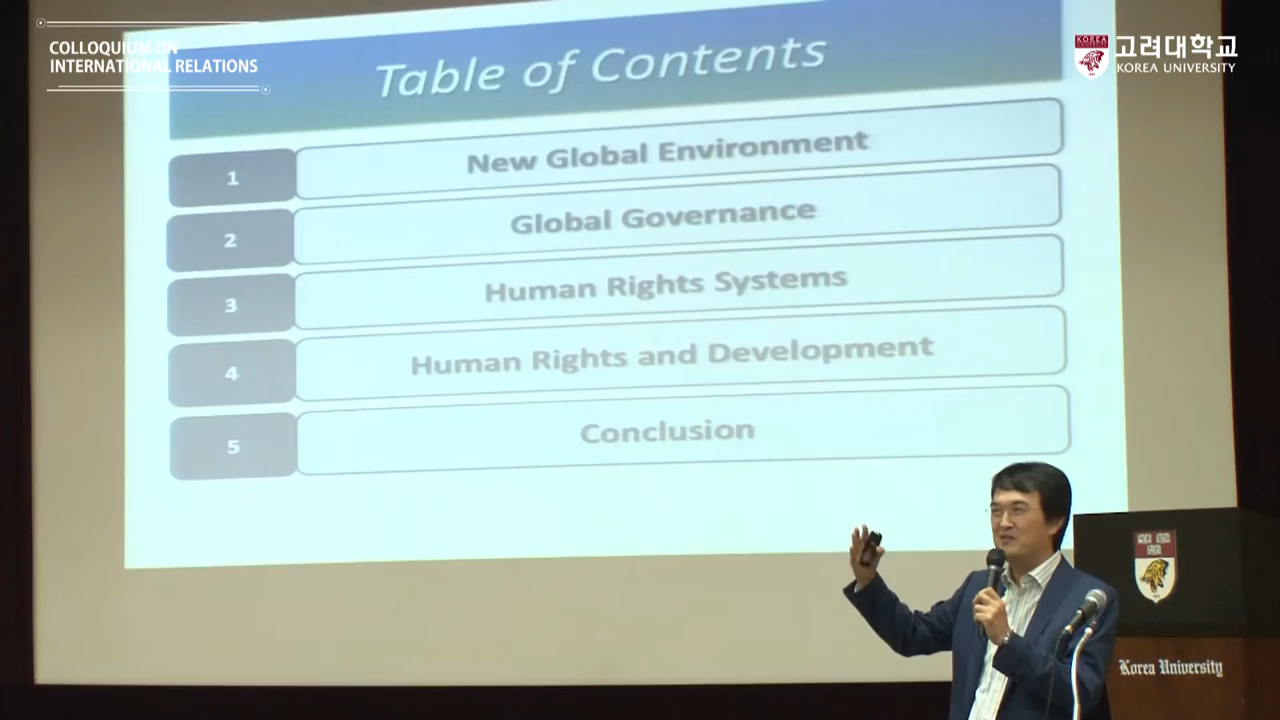 COLLOQUIUM ON
INTERNATIONAL RELATIONS
KOREA
고려대학교
KOREA UNIVERSITY
Table of Contents
1 New Global Environment
2 Global Governance
3 Human Rights Systems
4 Human Rights and Development
5 Conclusion
Korea University